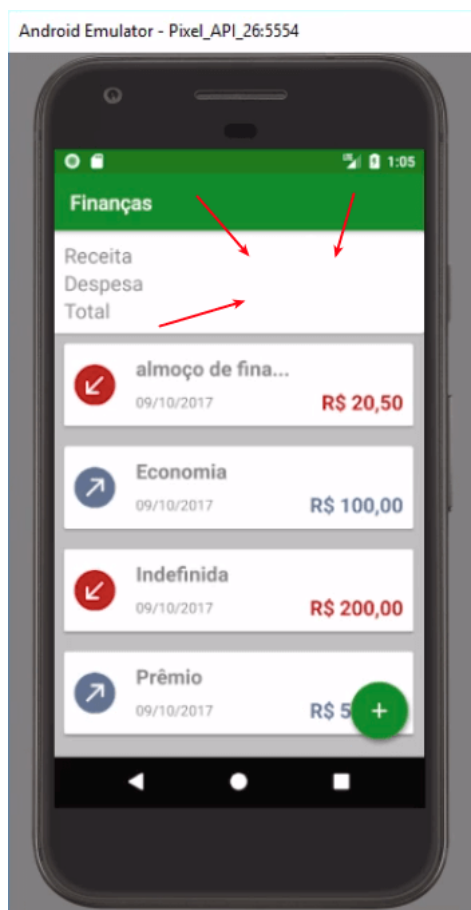 Android Emulator - Pixel_API_26:5554
1:05
Finanças
Receita
Despesa
Total
almoço de fina...
09/10/2017
R$ 20,50
Economia
09/10/2017
R$ 100,00
Indefinida
09/10/2017
R$ 200,00
Prêmio
09/10/2017
R$ 5
+